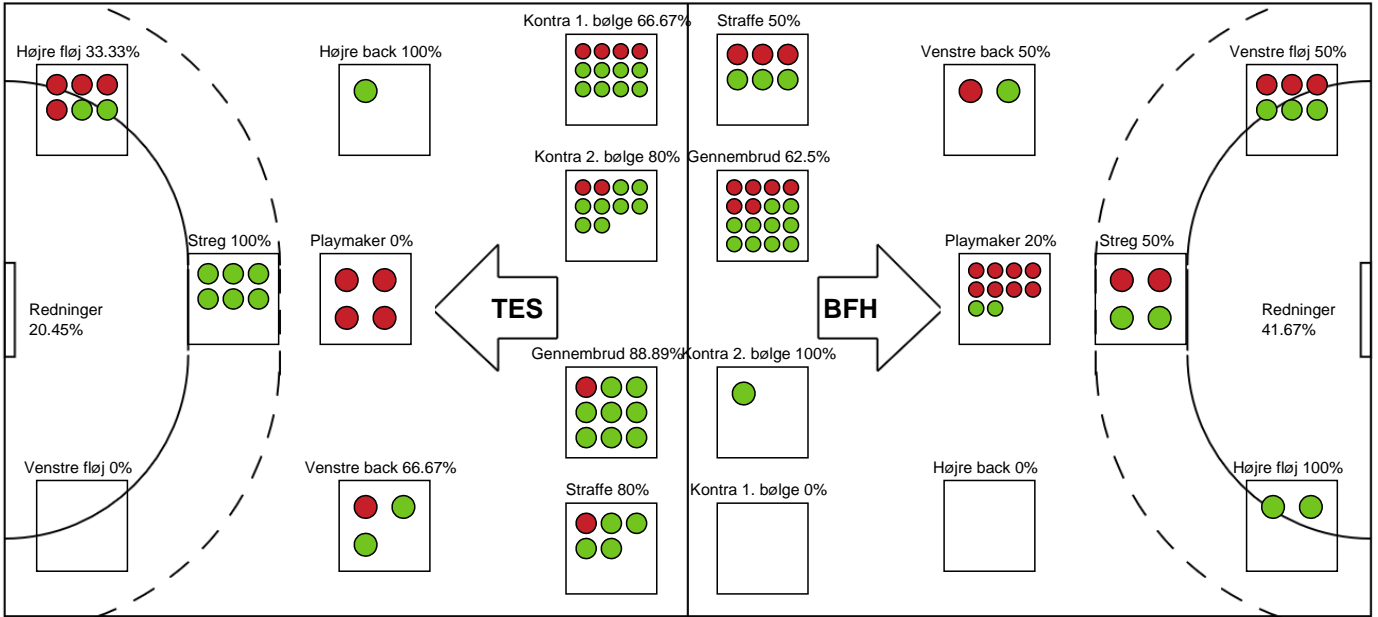 Kontra 1. bølge 66.67%
Straffe 50%
Højre fløj 33.33%
Højre back 100%
Venstre back 50%
Venstre fløj 50%
Kontra 2. bølge 80%
Gennembrud 62.5%
Streg 100%
Playmaker 0%
Playmaker 20%
Streg 50%
Redninger
20.45%
TES
BFH
Redninger
41.67%
Gennembrud 88.89%
Kontra 2. bølge 100%
Venstre fløj 0%
Venstre back 66.67%
Straffe 80%
Kontra 1. bølge 0%
Højre back 0%
Højre fløj 100%